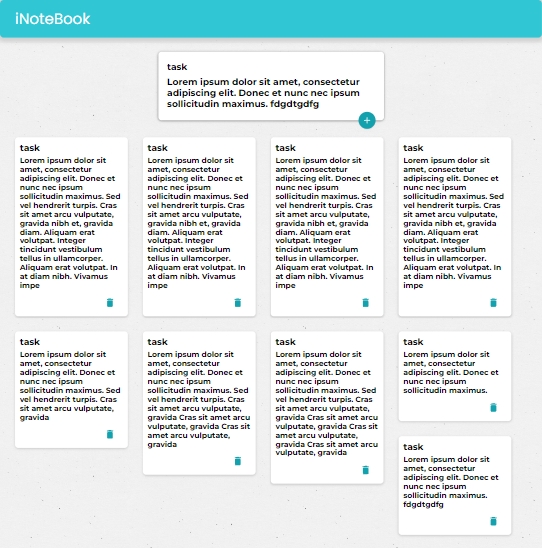 iNoteBook
task
Lorem ipsum dolor sit amet, consectetur
adipiscing elit. Donec et nunc nec ipsum
sollicitudin maximus. fdgdtgdfg
task
Lorem ipsum dolor sit
amet, consectetur
adipiscing elit. Donec et
nunc nec ipsum
sollicitudin maximus. Sed
vel hendrerit turpis. Cras
sit amet arcu vulputate,
gravida nibh et, gravida
diam. Aliquam erat
volutpat. Integer
tincidunt vestibulum
tellus in ullamcorper.
Aliquam erat volutpat. In
at diam nibh. Vivamus
impe
task
Lorem ipsum dolor sit
amet, consectetur
adipiscing elit. Donec et
nunc nec ipsum
sollicitudin maximus. Sed
vel hendrerit turpis. Cras
sit amet arcu vulputate,
gravida nibh et, gravida
diam. Aliquam erat
volutpat. Integer
tincidunt vestibulum
tellus in ullamcorper.
Aliquam erat volutpat. In
at diam nibh. Vivamus
impe
task
Lorem ipsum dolor sit
amet, consectetur
adipiscing elit. Donec et
nunc nec ipsum
sollicitudin maximus. Sed
vel hendrerit turpis. Cras
sit amet arcu vulputate,
gravida nibh et, gravida
diam. Aliquam erat
volutpat. Integer
tincidunt vestibulum
tellus in ullamcorper.
Aliquam erat volutpat. In
at diam nibh. Vivamus
impe
task
Lorem ipsum dolor sit
amet, consectetur
adipiscing elit. Donec et
nunc nec ipsum
sollicitudin maximus. Sed
vel hendrerit turpis. Cras
sit amet arcu vulputate,
gravida nibh et, gravida
diam. Aliquam erat
volutpat. Integer
tincidunt vestibulum
tellus in ullamcorper.
Aliquam erat volutpat. In
at diam nibh. Vivamus
impe
task
Lorem ipsum dolor sit
amet, consectetur
adipiscing elit. Donec et
nunc nec ipsum
sollicitudin maximus. Sed
vel hendrerit turpis. Cras
sit amet arcu vulputate,
gravida
task
Lorem ipsum dolor sit
amet, consectetur
adipiscing elit. Donec et
nunc nec ipsum
sollicitudin maximus. Sed
vel hendrerit turpis. Cras
sit amet arcu vulputate,
gravida Cras sit amet arcu
vulputate, gravida Cras sit
amet arcu vulputate,
gravida
task
Lorem ipsum dolor sit
amet, consectetur
adipiscing elit. Donec et
nunc nec ipsum
sollicitudin maximus. Sed
vel hendrerit turpis. Cras
sit amet arcu vulputate,
gravida Cras sit amet arcu
vulputate, gravida Cras
sit amet arcu vulputate,
gravida Cras sit amet arcu
vulputate, gravida
task
Lorem ipsum dolor sit
amet, consectetur
adipiscing elit. Donec et
nunc nec ipsum
sollicitudin maximus.
task
Lorem ipsum dolor sit
amet, consectetur
adipiscing elit. Donec et
nunc nec ipsum
sollicitudin maximus.
fdgdtgdfg